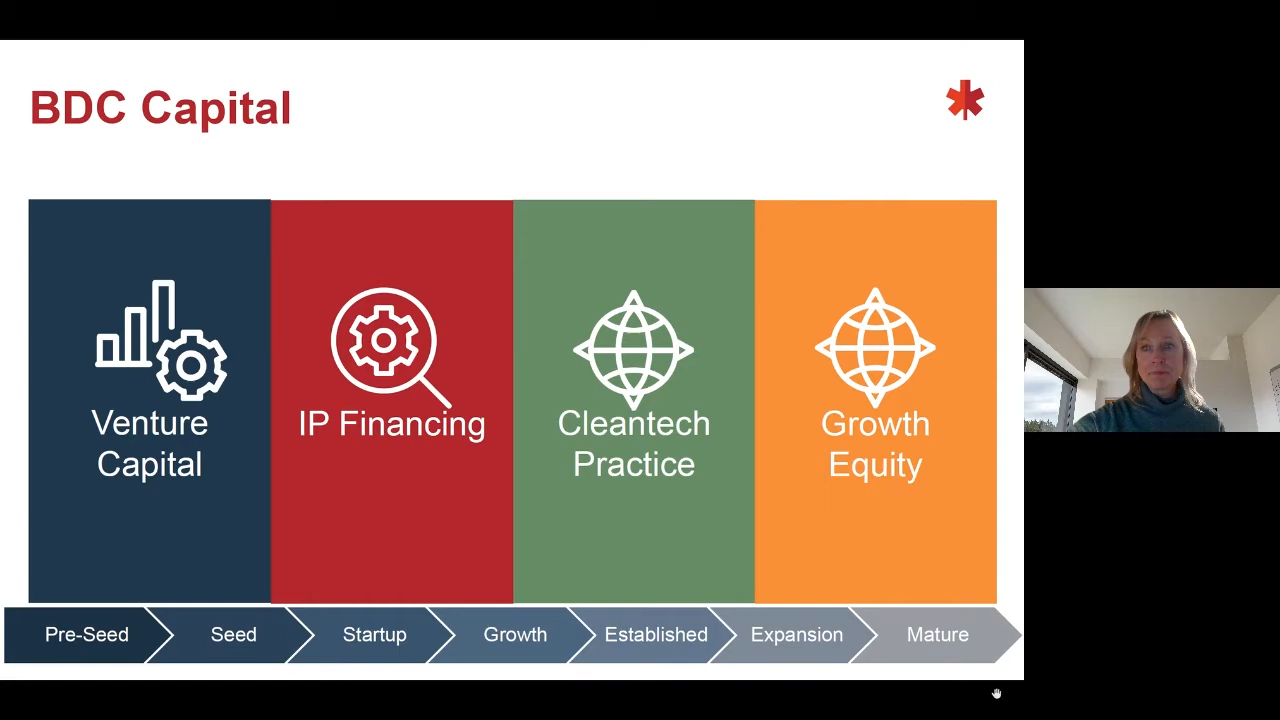 BDC Capital
Venture
Capital
IP Financing
Cleantech
Practice
Growth
Equity
Pre-Seed
Seed
Startup
Growth
Established
Expansion
Mature